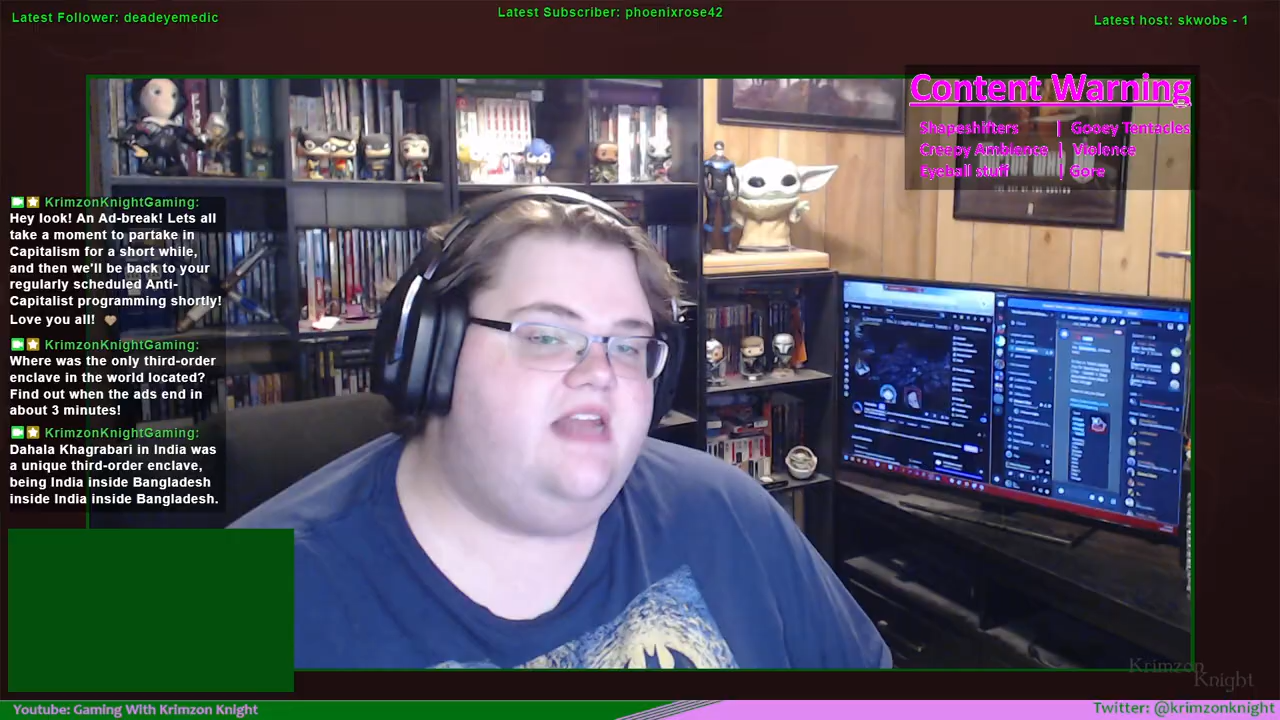 Latest Follower: deadeyemedic
Latest Subscriber: phoenixrose42
Latest host: skwobs - 1
Content Warning
Shapeshifters | Gooey Tentacles
Creepy Ambiance | Violence
Eyeball stuff | Gore
KrimzonKnightGaming:
Hey look! An Ad-break! Lets all
take a moment to partake in
Capitalism for a short while,
and then we'll be back to your
regularly scheduled Anti-
Capitalist programming shortly!
Love you all!
KrimzonKnightGaming:
Where was the only third-order
enclave in the world located?
Find out when the ads end in
about 3 minutes!
KrimzonKnightGaming:
Dahala Khagrabari in India was
a unique third-order enclave,
being India inside Bangladesh
inside India inside Bangladesh.
Krimzon
Knight
Youtube: Gaming With Krimzon Knight
Twitter: @krimzonknight